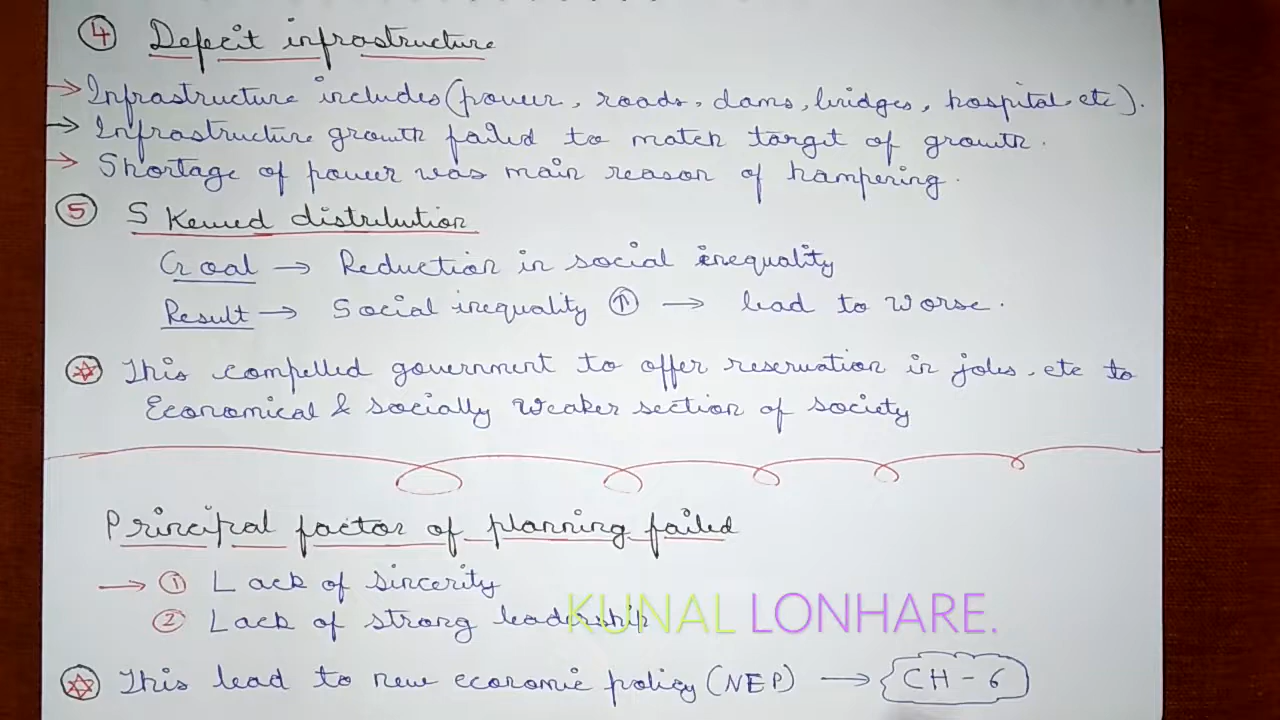 ④ Deficit infrastructure
→ Infrastructure includes (power, roads, dams, bridges, hospital, etc).
→ Infrastructure growth failed to match target of growth.
→ Shortage of power was main reason of hampering.
⑤ Skewed distribution
Goal → Reduction in social inequality
Result → Social inequality ↑ → lead to worse.
This compelled government to offer reservation in jobs, etc to
Economical & socially weaker section of society
Principal factor of planning failed
→ ① Lack of sincerity
② Lack of strong leadership
KUNAL LONHARE.
This lead to new economic policy (NEP) → CH - 6